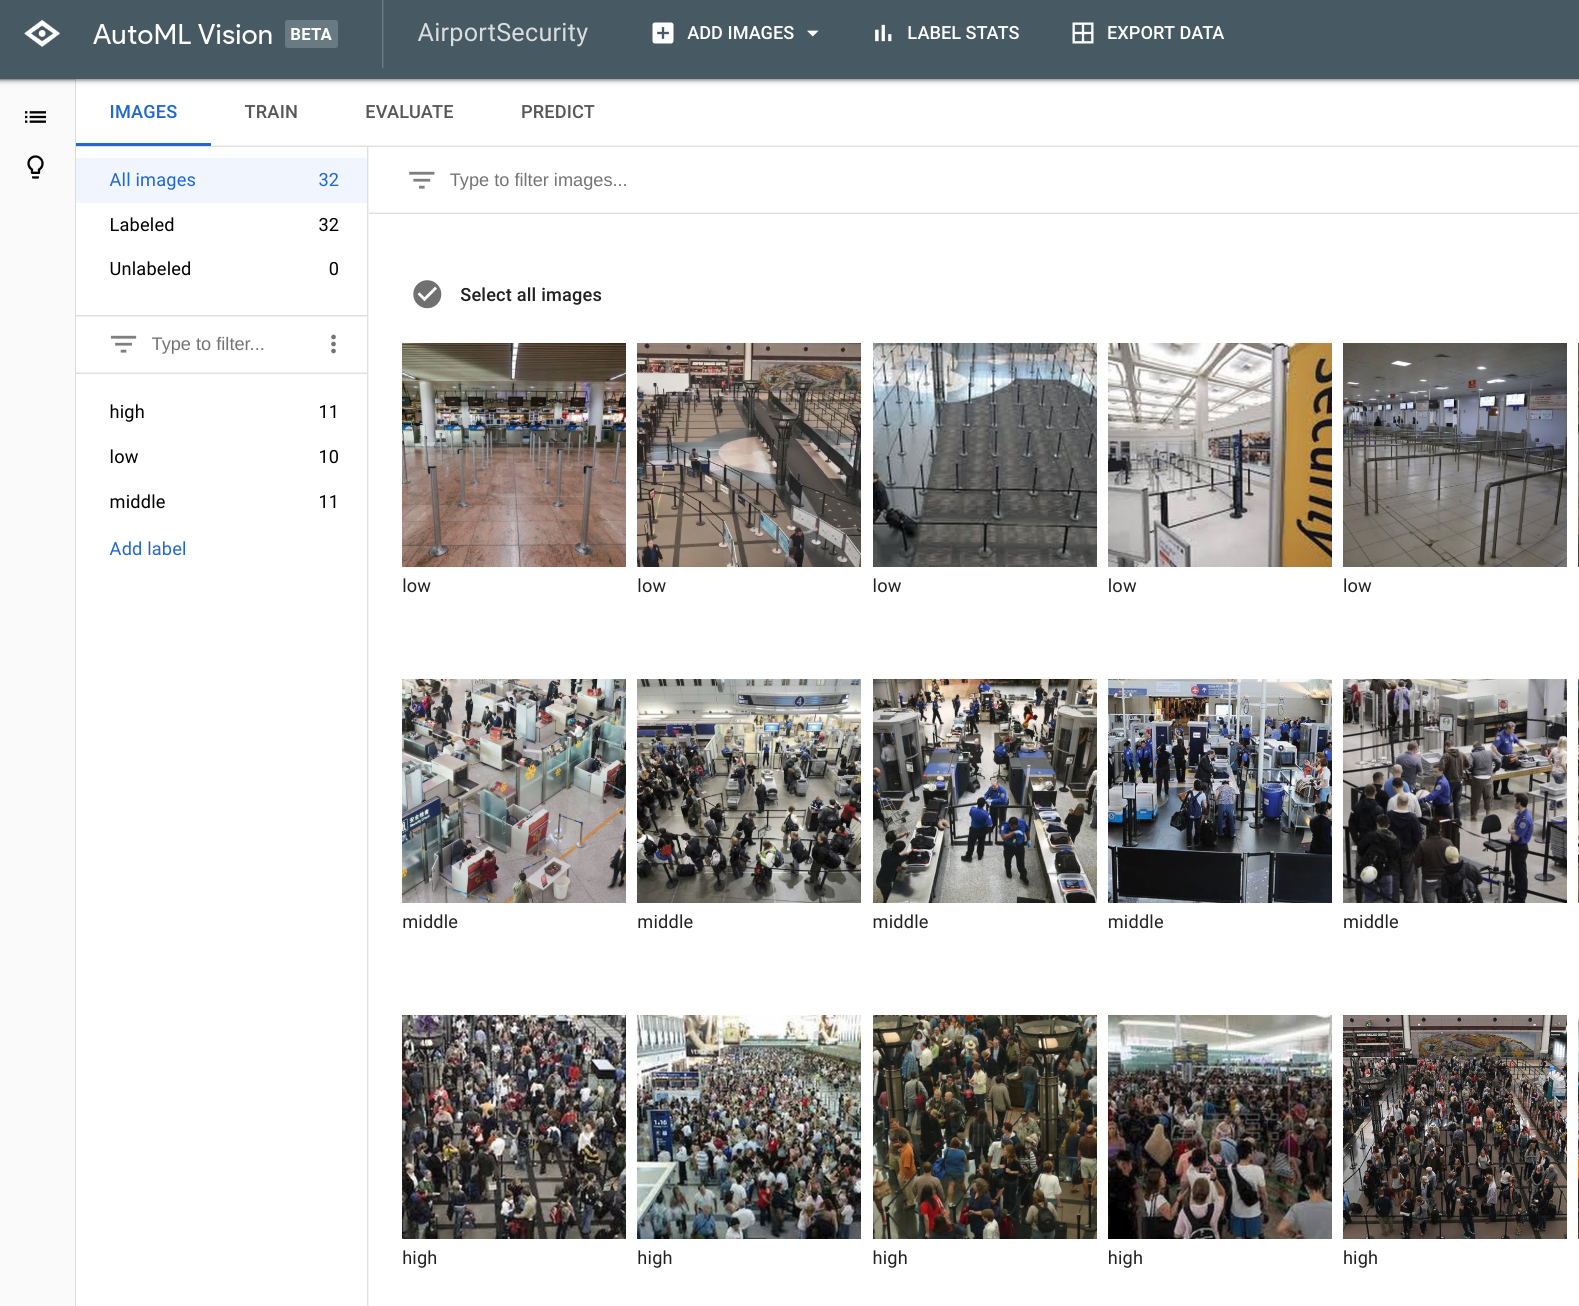 AutoML Vision BETA
AirportSecurity
ADD IMAGES
LABEL STATS
EXPORT DATA
IMAGES
TRAIN
EVALUATE
PREDICT
All images 32
Labeled 32
Unlabeled 0
Type to filter images...
Select all images
Type to filter...
high 11
low 10
middle 11
Add label
security
low
low
low
low
low
4
middle
middle
middle
middle
middle
high
high
high
high
high